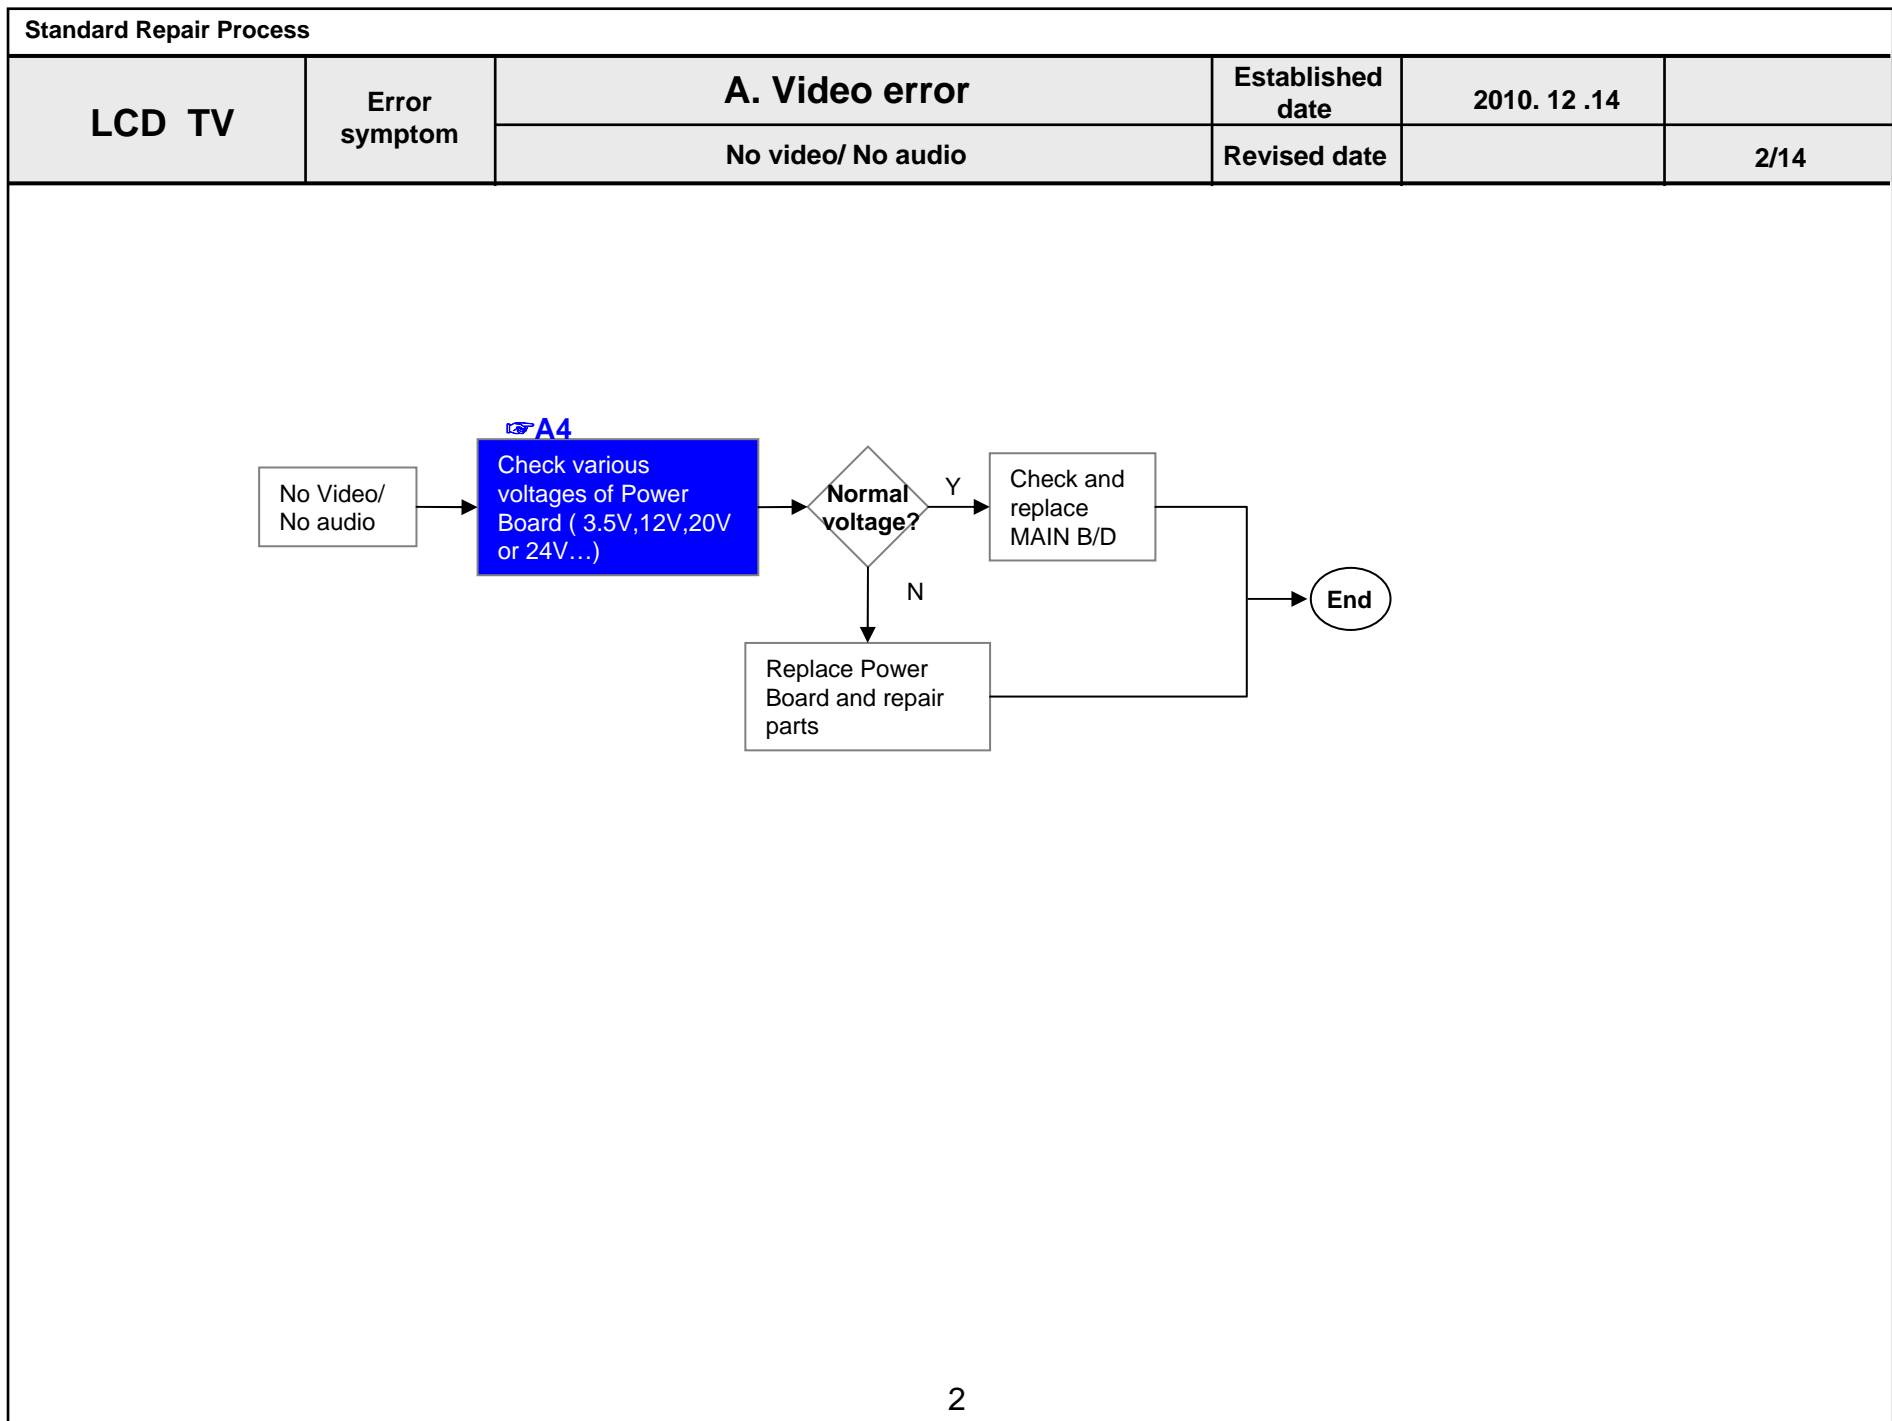 Standard Repair Process
LCD TV
Error
symptom
A. Video error
No video/ No audio
Established
date
2010. 12 .14
Revised date
2/14
☞A4
No Video/
No audio
Check various
voltages of Power
Board ( 3.5V,12V,20V
or 24V…)
Normal
voltage?
Y
Check and
replace
MAIN B/D
N
Replace Power
Board and repair
parts
End
2